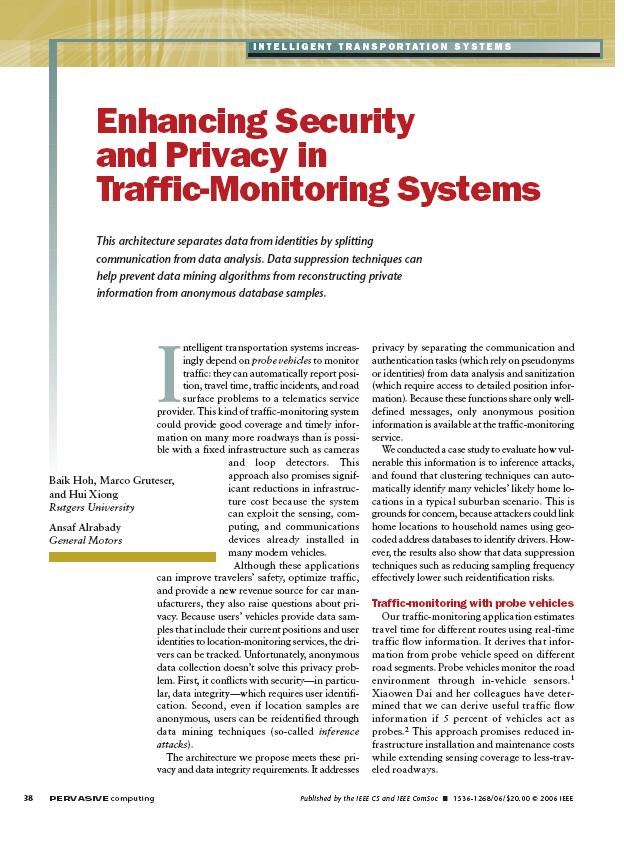 INTELLIGENT TRANSPORTATION SYSTEMS
Enhancing Security
and Privacy in
Traffic-Monitoring Systems
This architecture separates data from identities by splitting
communication from data analysis. Data suppression techniques can
help prevent data mining algorithms from reconstructing private
information from anonymous database samples.
Baik Hoh, Marco Gruteser,
and Hui Xiong
Rutgers University
Ansaf Alrabady
General Motors
Intelligent transportation systems increas-
ingly depend on probe vehicles to monitor
traffic: they can automatically report posi-
tion, travel time, traffic incidents, and road
surface problems to a telematics service
provider. This kind of traffic-monitoring system
could provide good coverage and timely infor-
mation on many more roadways than is possi-
ble with a fixed infrastructure such as cameras
and loop detectors. This
approach also promises signif-
icant reductions in infrastruc-
ture cost because the system
can exploit the sensing, com-
puting, and communications
devices already installed in
many modern vehicles.
Although these applications
can improve travelers' safety, optimize traffic,
and provide a new revenue source for car man-
ufacturers, they also raise questions about pri-
vacy. Because users' vehicles provide data sam-
ples that include their current positions and user
identities to location-monitoring services, the dri-
vers can be tracked. Unfortunately, anonymous
data collection doesn't solve this privacy prob-
lem. First, it conflicts with security—in particu-
lar, data integrity—which requires user identifi-
cation. Second, even if location samples are
anonymous, users can be reidentified through
data mining techniques (so-called inference
attacks).
The architecture we propose meets these pri-
vacy and data integrity requirements. It addresses
privacy by separating the communication and
authentication tasks (which rely on pseudonyms
or identities) from data analysis and sanitization
(which require access to detailed position infor-
mation). Because these functions share only well-
defined messages, only anonymous position
information is available at the traffic-monitoring
service.
We conducted a case study to evaluate how vul-
nerable this information is to inference attacks,
and found that clustering techniques can auto-
matically identify many vehicles' likely home lo-
cations in a typical suburban scenario. This is
grounds for concern, because attackers could link
home locations to household names using geo-
coded address databases to identify drivers. How-
ever, the results also show that data suppression
techniques such as reducing sampling frequency
effectively lower such reidentification risks.
Traffic-monitoring with probe vehicles
Our traffic-monitoring application estimates
travel time for different routes using real-time
traffic flow information. It derives that infor-
mation from probe vehicle speed on different
road segments. Probe vehicles monitor the road
environment through in-vehicle sensors.1
Xiaowen Dai and her colleagues have deter-
mined that we can derive useful traffic flow
information if 5 percent of vehicles act as
probes.2 This approach promises reduced in-
frastructure installation and maintenance costs
while extending sensing coverage to less-trav-
eled roadways.
38 PERVASIVE computing
Published by the IEEE CS and IEEE ComSoc ■ 1536-1268/06/$20.00 © 2006 IEEE